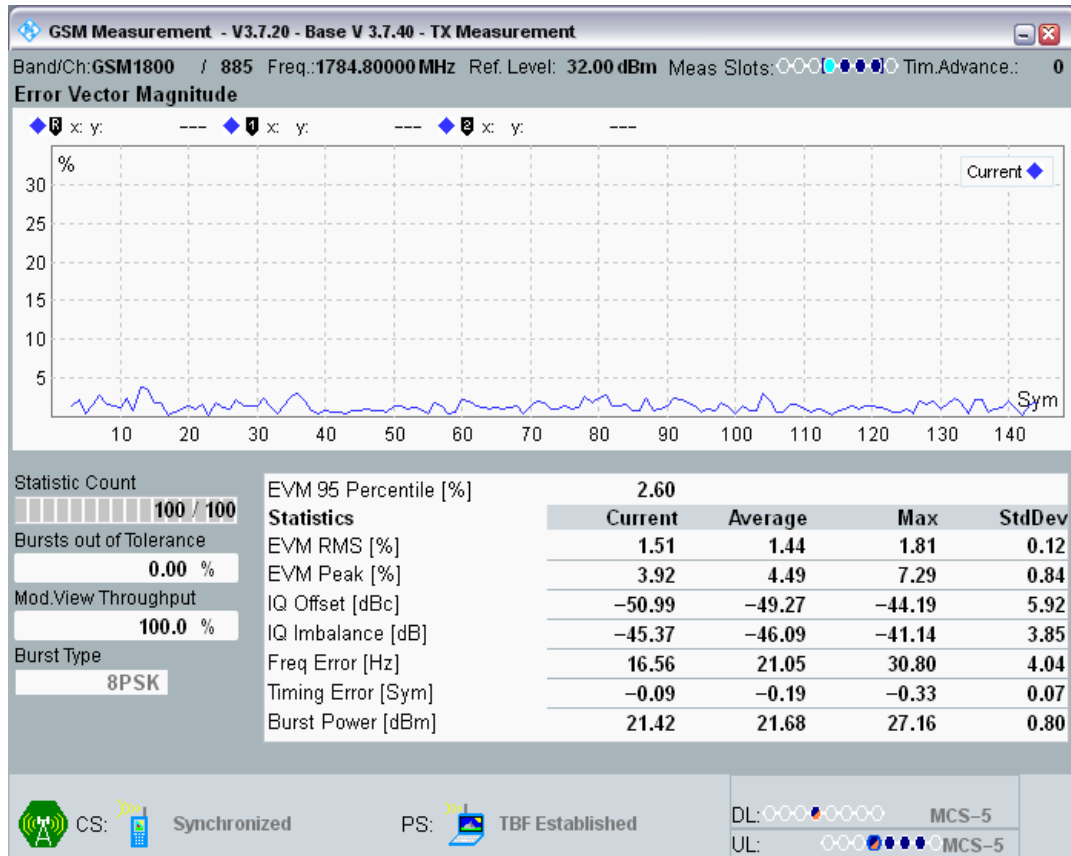 GSM Measurement - V3.7.20 - Base V 3.7.40 - TX Measurement
Band/Ch:GSM1800 / 885 Freq.:1784.80000 MHz Ref. Level: 32.00 dBm Meas Slots: Tim.Advance.: 0
Error Vector Magnitude
R x: y: --- 1 x: y: --- 2 x: y: ---
%
Current
30
25
20
15
10
5
Sym
10 20 30 40 50 60 70 80 90 100 110 120 130 140
Statistic Count
100 / 100
Bursts out of Tolerance
0.00 %
Mod.View Throughput
100.0 %
Burst Type
8PSK
EVM 95 Percentile [%] 2.60
Statistics Current Average Max StdDev
EVM RMS [%] 1.51 1.44 1.81 0.12
EVM Peak [%] 3.92 4.49 7.29 0.84
IQ Offset [dBc] −50.99 −49.27 −44.19 5.92
IQ Imbalance [dB] −45.37 −46.09 −41.14 3.85
Freq Error [Hz] 16.56 21.05 30.80 4.04
Timing Error [Sym] −0.09 −0.19 −0.33 0.07
Burst Power [dBm] 21.42 21.68 27.16 0.80
CS: Synchronized PS: TBF Established
DL: MCS−5
UL: MCS−5